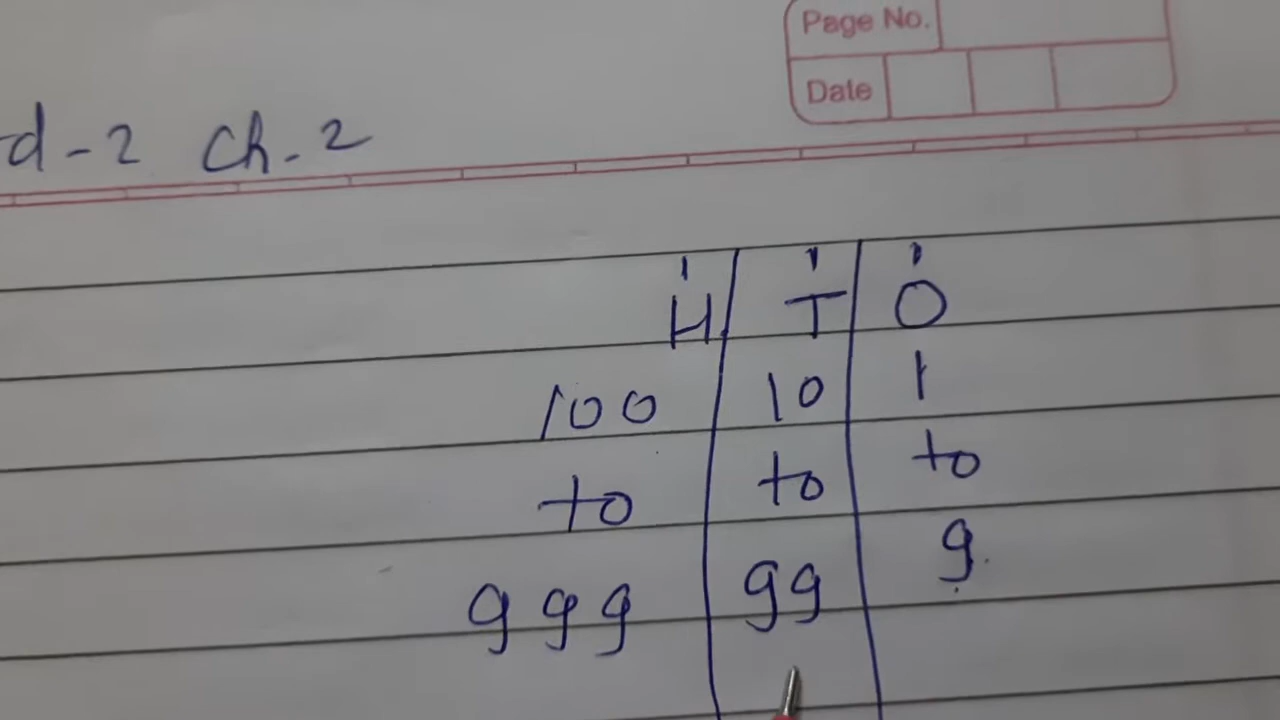 Page No.
Date
d-2 Ch-2
H T O
100 10 1
to to to
999 99 9